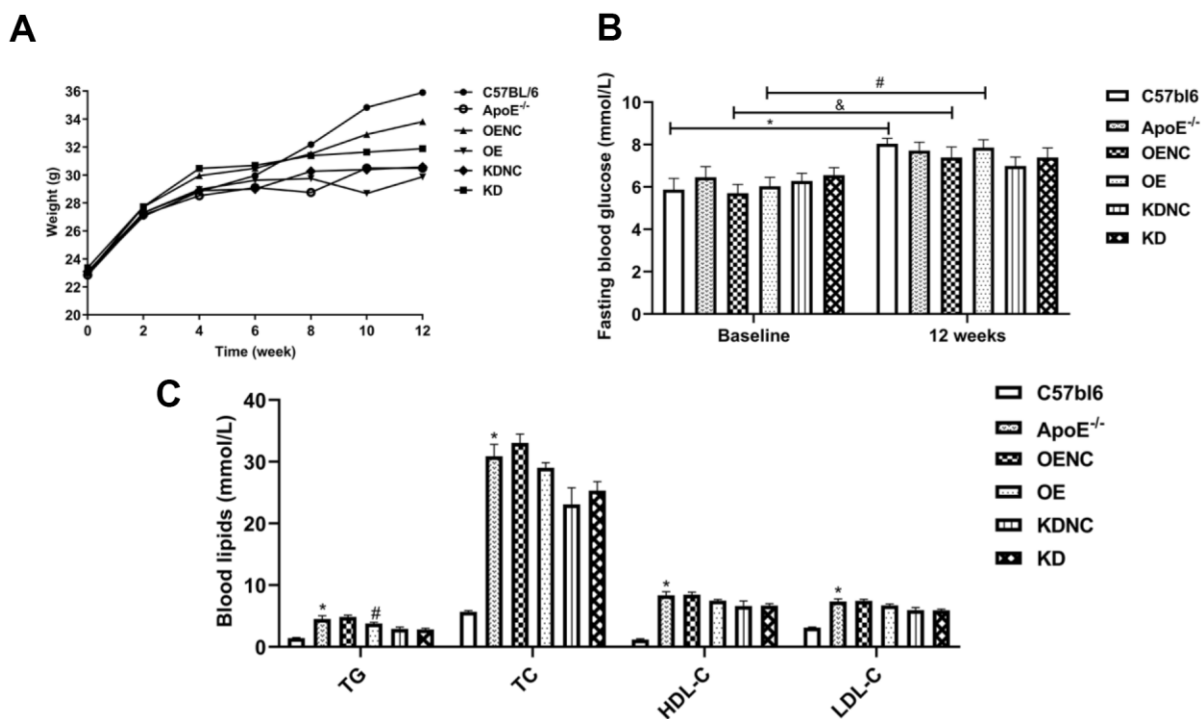 A
Weight (g)
36
34
32
30
28
26
24
22
20
0 2 4 6 8 10 12
Time (week)
C57BL/6
ApoE-/-
OENC
OE
KDNC
KD
B
Fasting blood glucose (mmol/L)
10
8
6
4
2
0
*
&
#
Baseline 12 weeks
C57bl6
ApoE-/-
OENC
OE
KDNC
KD
C
Blood lipids (mmol/L)
40
30
20
10
0
* # * * *
TG TC HDL-C LDL-C
C57bl6
ApoE-/-
OENC
OE
KDNC
KD